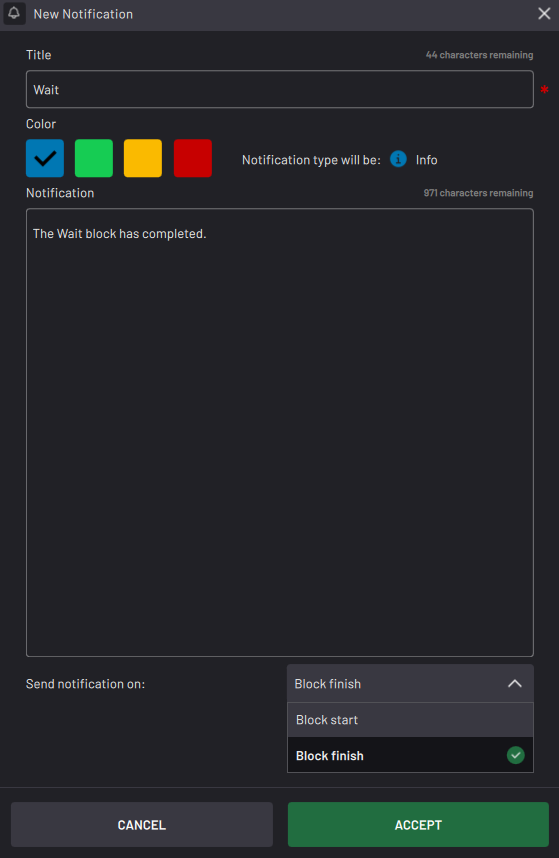 New Notification
Title 44 characters remaining
Wait *
Color
Notification type will be: i Info
Notification 971 characters remaining
The Wait block has completed.
Send notification on: Block finish
Block start
Block finish
CANCEL ACCEPT